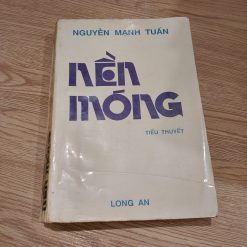 NGUYỄN MẠNH TUẤN
NỀN
MÓNG
TIỂU THUYẾT
LONG AN